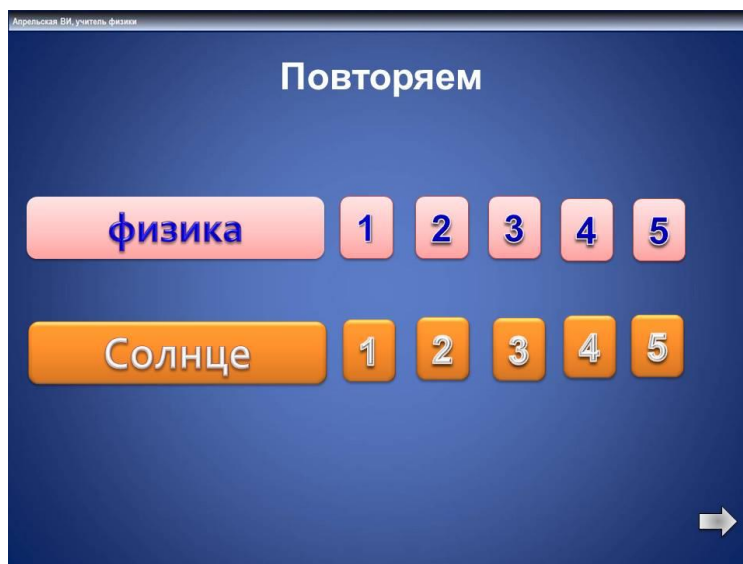 Апрельская ВИ, учитель физики
Повторяем
физика 1 2 3 4 5
Солнце 1 2 3 4 5